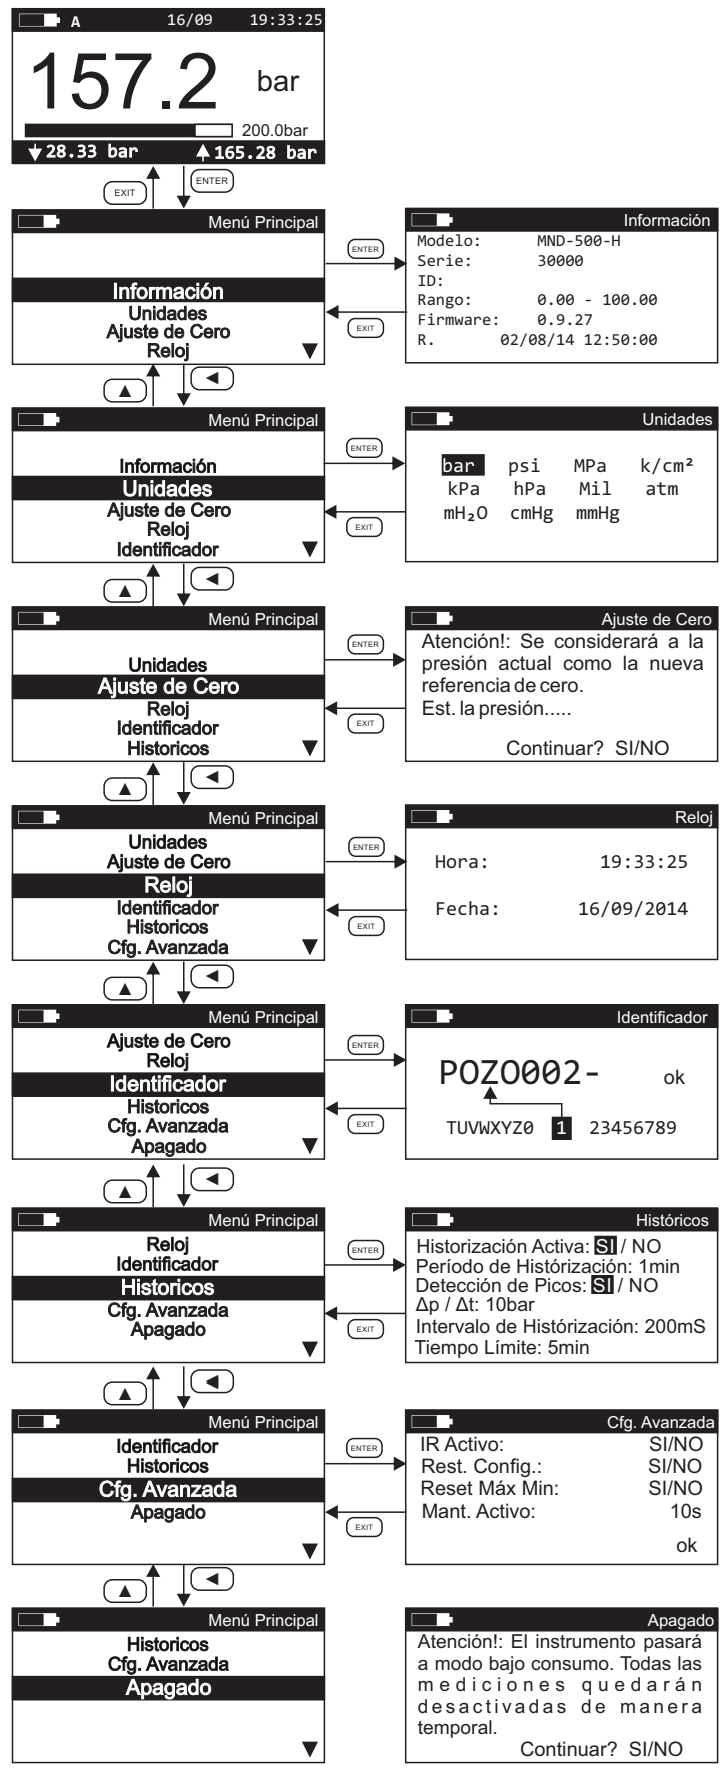 A 16/09 19:33:25
157.2 bar
200.0bar
28.33 bar 165.28 bar
EXIT ENTER
Menú Principal
Información
Unidades
Ajuste de Cero
Reloj
ENTER
EXIT
Información
Modelo: MND-500-H
Serie: 30000
ID:
Rango: 0.00 - 100.00
Firmware: 0.9.27
R. 02/08/14 12:50:00
Menú Principal
Información
Unidades
Ajuste de Cero
Reloj
Identificador
ENTER
EXIT
Unidades
bar psi MPa k/cm²
kPa hPa Mil atm
mH₂O cmHg mmHg
Menú Principal
Unidades
Ajuste de Cero
Reloj
Identificador
Historicos
ENTER
EXIT
Ajuste de Cero
Atención!: Se considerará a la
presión actual como la nueva
referencia de cero.
Est. la presión.....
Continuar? SI/NO
Menú Principal
Unidades
Ajuste de Cero
Reloj
Identificador
Historicos
Cfg. Avanzada
ENTER
EXIT
Reloj
Hora: 19:33:25
Fecha: 16/09/2014
Menú Principal
Ajuste de Cero
Reloj
Identificador
Historicos
Cfg. Avanzada
Apagado
ENTER
EXIT
Identificador
POZO002- ok
TUVWXYZ0 1 23456789
Menú Principal
Reloj
Identificador
Historicos
Cfg. Avanzada
Apagado
ENTER
EXIT
Históricos
Historización Activa: SI / NO
Período de Histórización: 1min
Detección de Picos: SI / NO
Δp / Δt: 10bar
Intervalo de Histórización: 200mS
Tiempo Límite: 5min
Menú Principal
Identificador
Historicos
Cfg. Avanzada
Apagado
ENTER
EXIT
Cfg. Avanzada
IR Activo: SI/NO
Rest. Config.: SI/NO
Reset Máx Min: SI/NO
Mant. Activo: 10s
ok
Menú Principal
Historicos
Cfg. Avanzada
Apagado
Apagado
Atención!: El instrumento pasará
a modo bajo consumo. Todas las
mediciones quedarán
desactivadas de manera
temporal.
Continuar? SI/NO